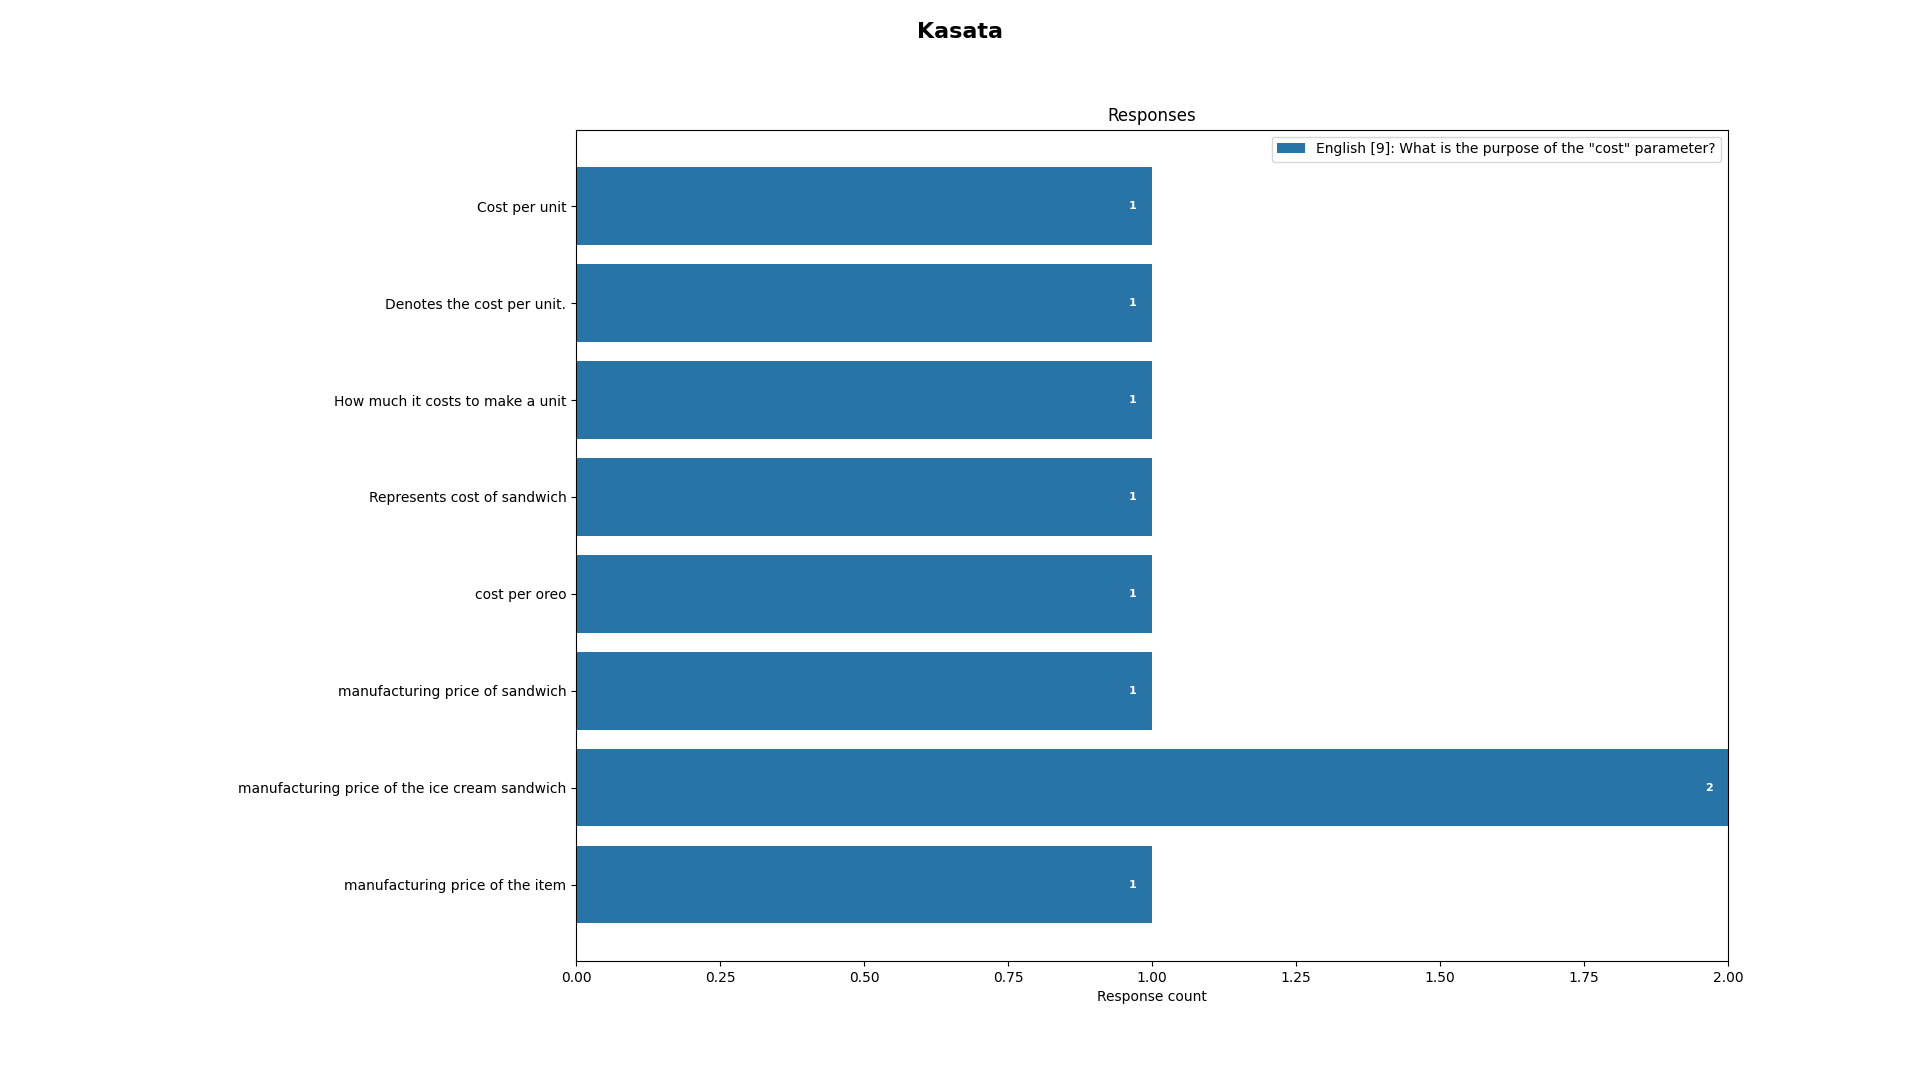 Kasata
Responses
English [9]: What is the purpose of the "cost" parameter?
Cost per unit
1
Denotes the cost per unit.
1
How much it costs to make a unit
1
Represents cost of sandwich
1
cost per oreo
1
manufacturing price of sandwich
1
manufacturing price of the ice cream sandwich
2
manufacturing price of the item
1
0.00 0.25 0.50 0.75 1.00 1.25 1.50 1.75 2.00
Response count